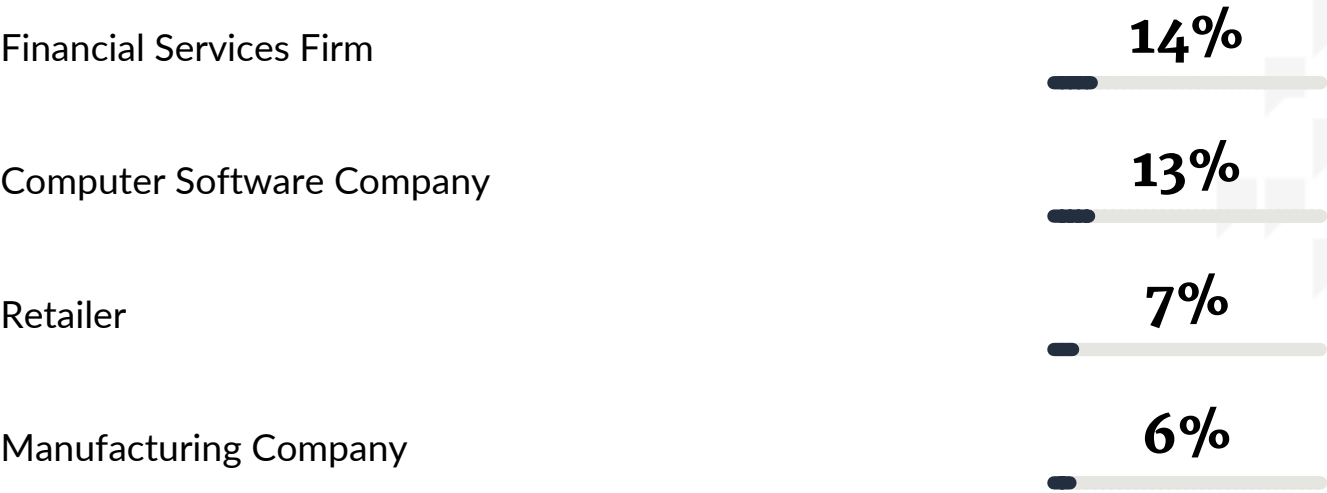 Financial Services Firm 14%
Computer Software Company 13%
Retailer 7%
Manufacturing Company 6%